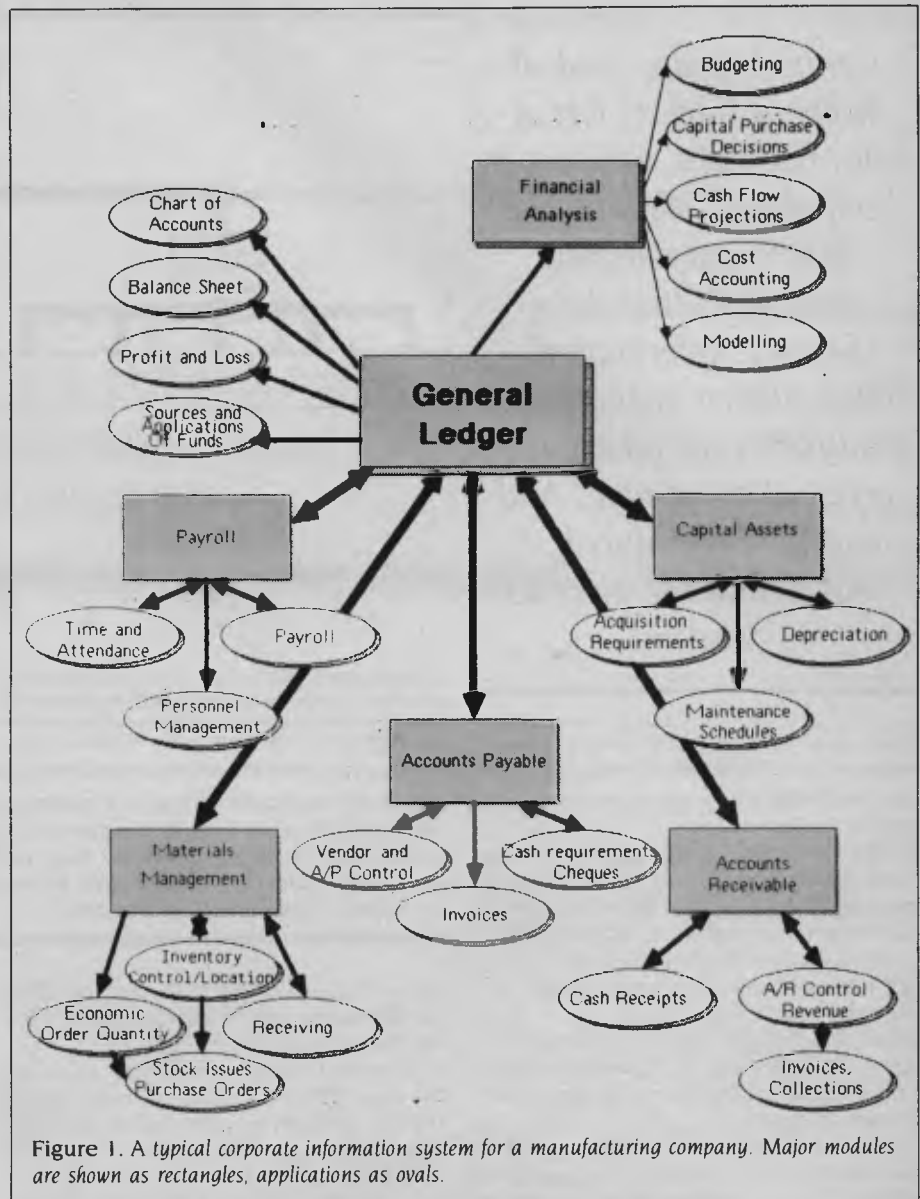 Budgeting
Capital Purchase
Decisions
Financial
Analysis
Cash Flow
Projections
Cost
Accounting
Modelling
Chart of
Accounts
Balance Sheet
Profit and Loss
Sources and
Applications
Of Funds
General
Ledger
Payroll
Time and
Attendance
Payroll
Personnel
Management
Capital Assets
Acquisition
Requirements
Depreciation
Maintenance
Schedules
Accounts Payable
Vendor and
A/P Control
Cash requirement
Cheques
Invoices
Materials
Management
Inventory
Control/Location
Economic
Order Quantity
Receiving
Stock Issues
Purchase Orders
Accounts
Receivable
Cash Receipts
A/R Control
Revenue
Invoices,
Collections
Figure 1. A typical corporate information system for a manufacturing company. Major modules
are shown as rectangles, applications as ovals.